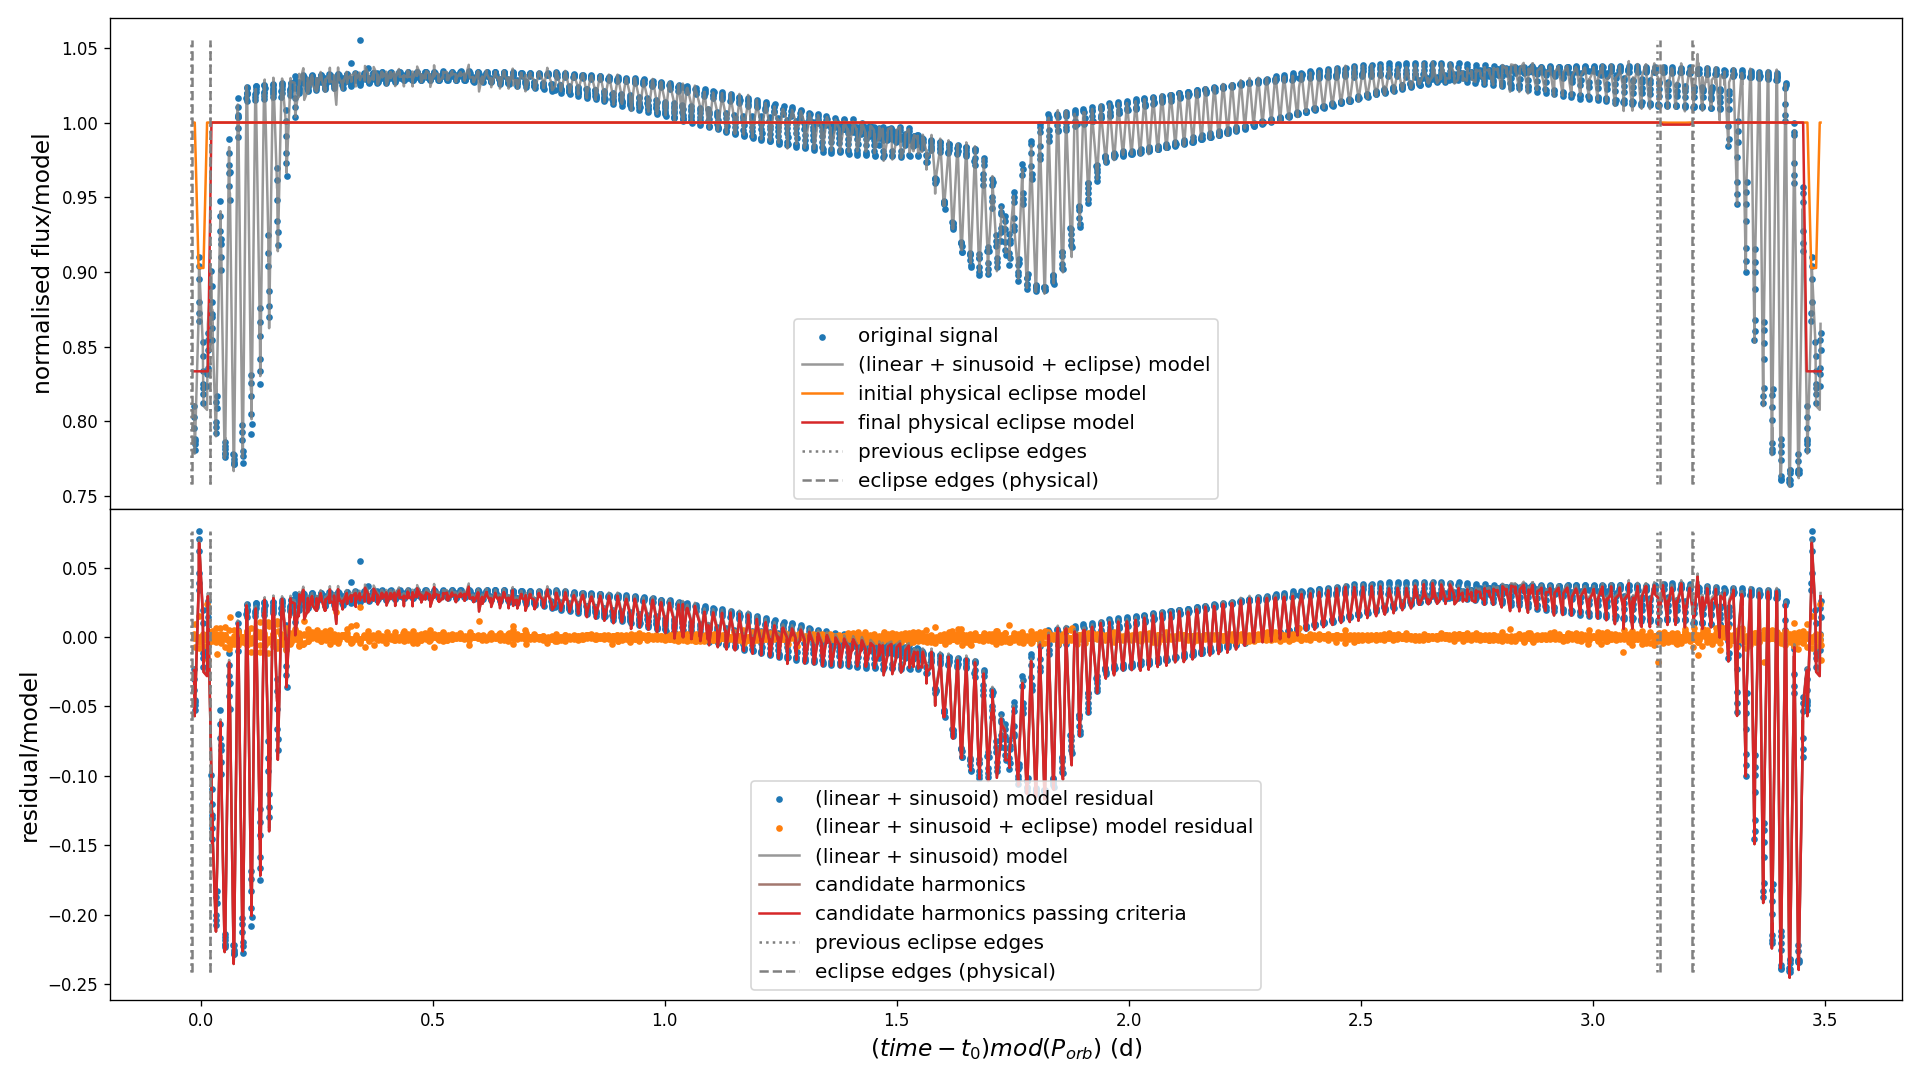 normalised flux/model
1.05
1.00
0.95
0.90
0.85
0.80
0.75
original signal
(linear + sinusoid + eclipse) model
initial physical eclipse model
final physical eclipse model
previous eclipse edges
eclipse edges (physical)
residual/model
0.05
0.00
−0.05
−0.10
−0.15
−0.20
−0.25
(linear + sinusoid) model residual
(linear + sinusoid + eclipse) model residual
(linear + sinusoid) model
candidate harmonics
candidate harmonics passing criteria
previous eclipse edges
eclipse edges (physical)
0.0 0.5 1.0 1.5 2.0 2.5 3.0 3.5
(time − t₀)mod(P_orb) (d)